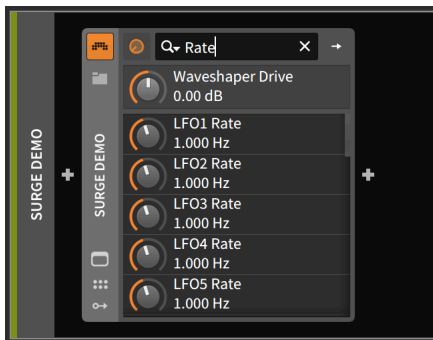 SURGE DEMO
SURGE DEMO
Rate
Waveshaper Drive
0.00 dB
LFO1 Rate
1.000 Hz
LFO2 Rate
1.000 Hz
LFO3 Rate
1.000 Hz
LFO4 Rate
1.000 Hz
LFO5 Rate
1.000 Hz